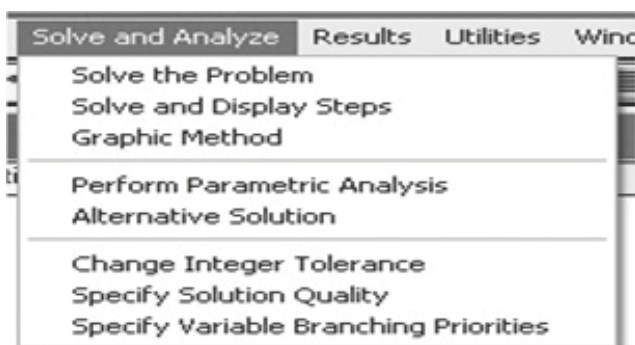 Solve and Analyze Results Utilities
Solve the Problem
Solve and Display Steps
Graphic Method
Perform Parametric Analysis
Alternative Solution
Change Integer Tolerance
Specify Solution Quality
Specify Variable Branching Priorities